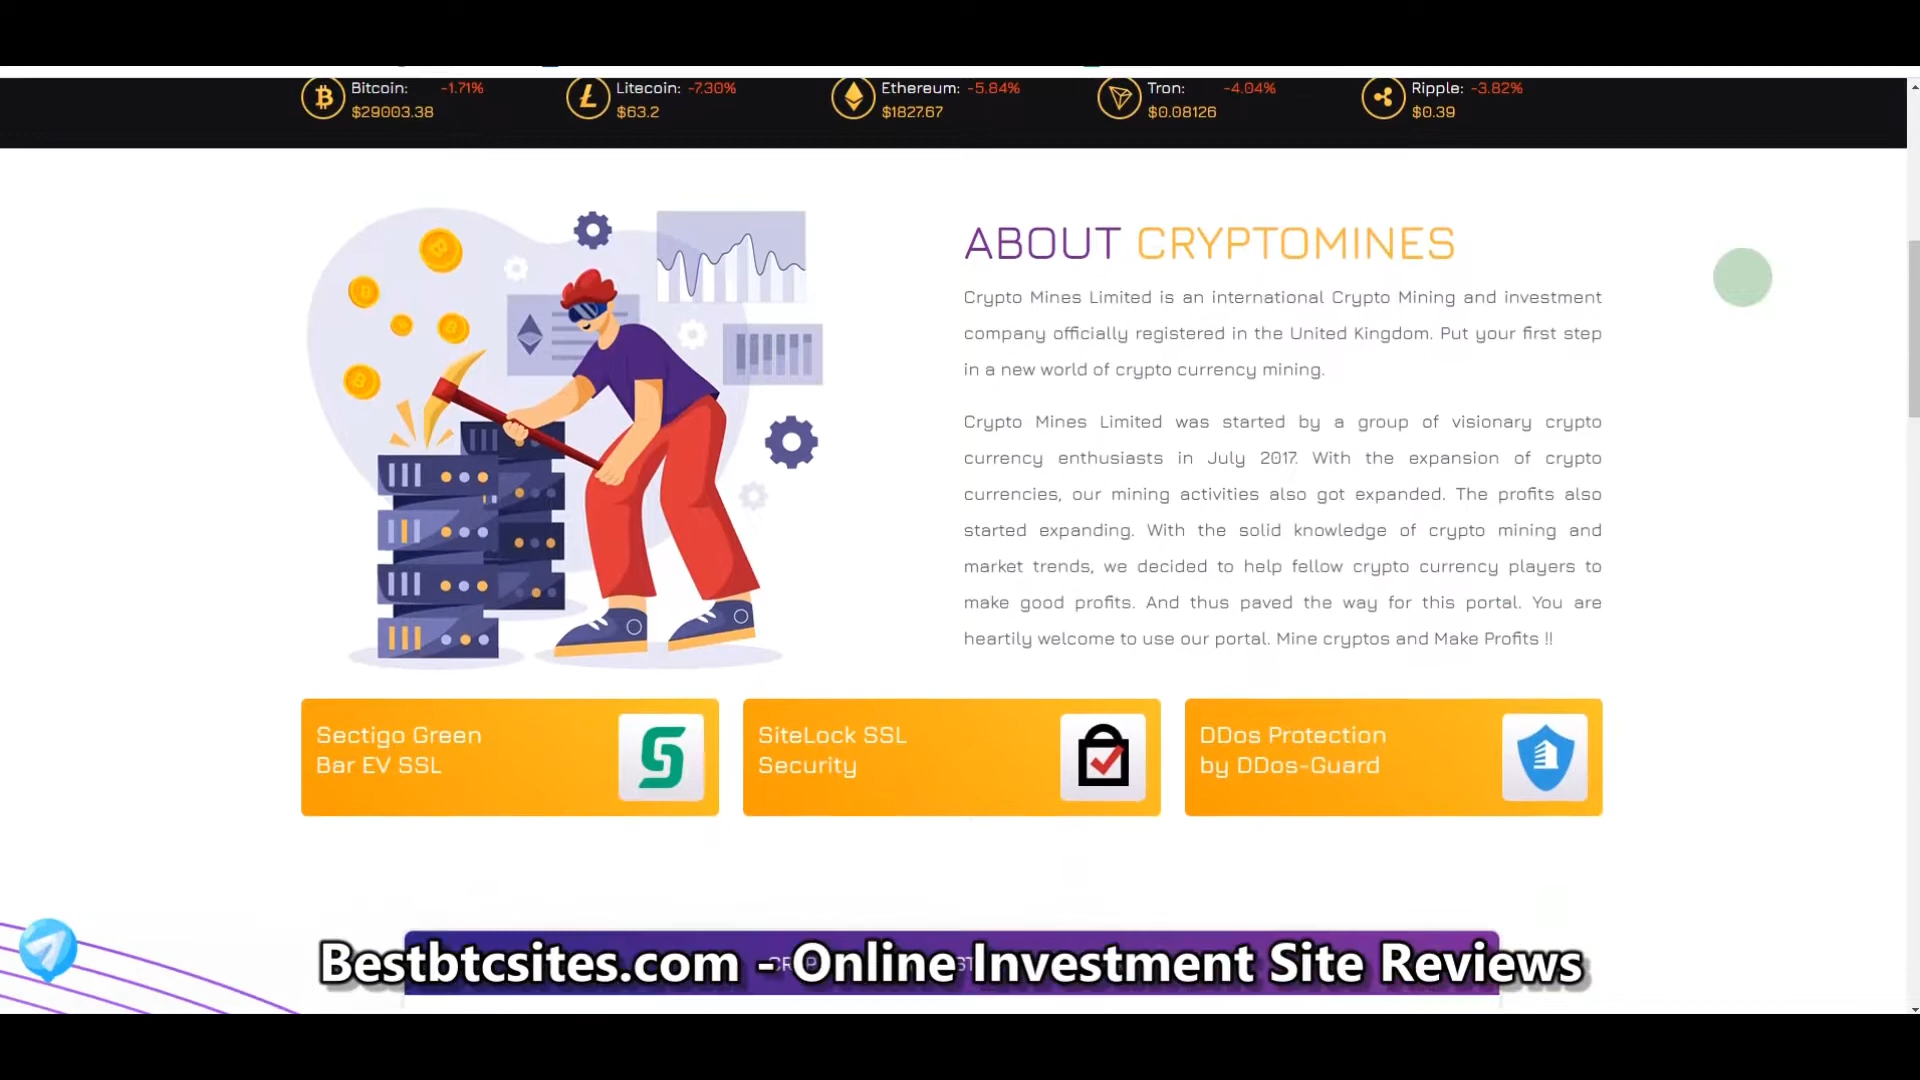 Bitcoin: -1.71%
$29003.38
Litecoin: -7.30%
$63.2
Ethereum: -5.84%
$1827.67
Tron: -4.04%
$0.08126
Ripple: -3.82%
$0.39
ABOUT CRYPTOMINES
Crypto Mines Limited is an international Crypto Mining and investment
company officially registered in the United Kingdom. Put your first step
in a new world of crypto currency mining.
Crypto Mines Limited was started by a group of visionary crypto
currency enthusiasts in July 2017. With the expansion of crypto
currencies, our mining activities also got expanded. The profits also
started expanding. With the solid knowledge of crypto mining and
market trends, we decided to help fellow crypto currency players to
make good profits. And thus paved the way for this portal. You are
heartily welcome to use our portal. Mine cryptos and Make Profits !!
Sectigo Green
Bar EV SSL
SiteLock SSL
Security
DDos Protection
by DDos-Guard
Bestbtcsites.com - Online Investment Site Reviews